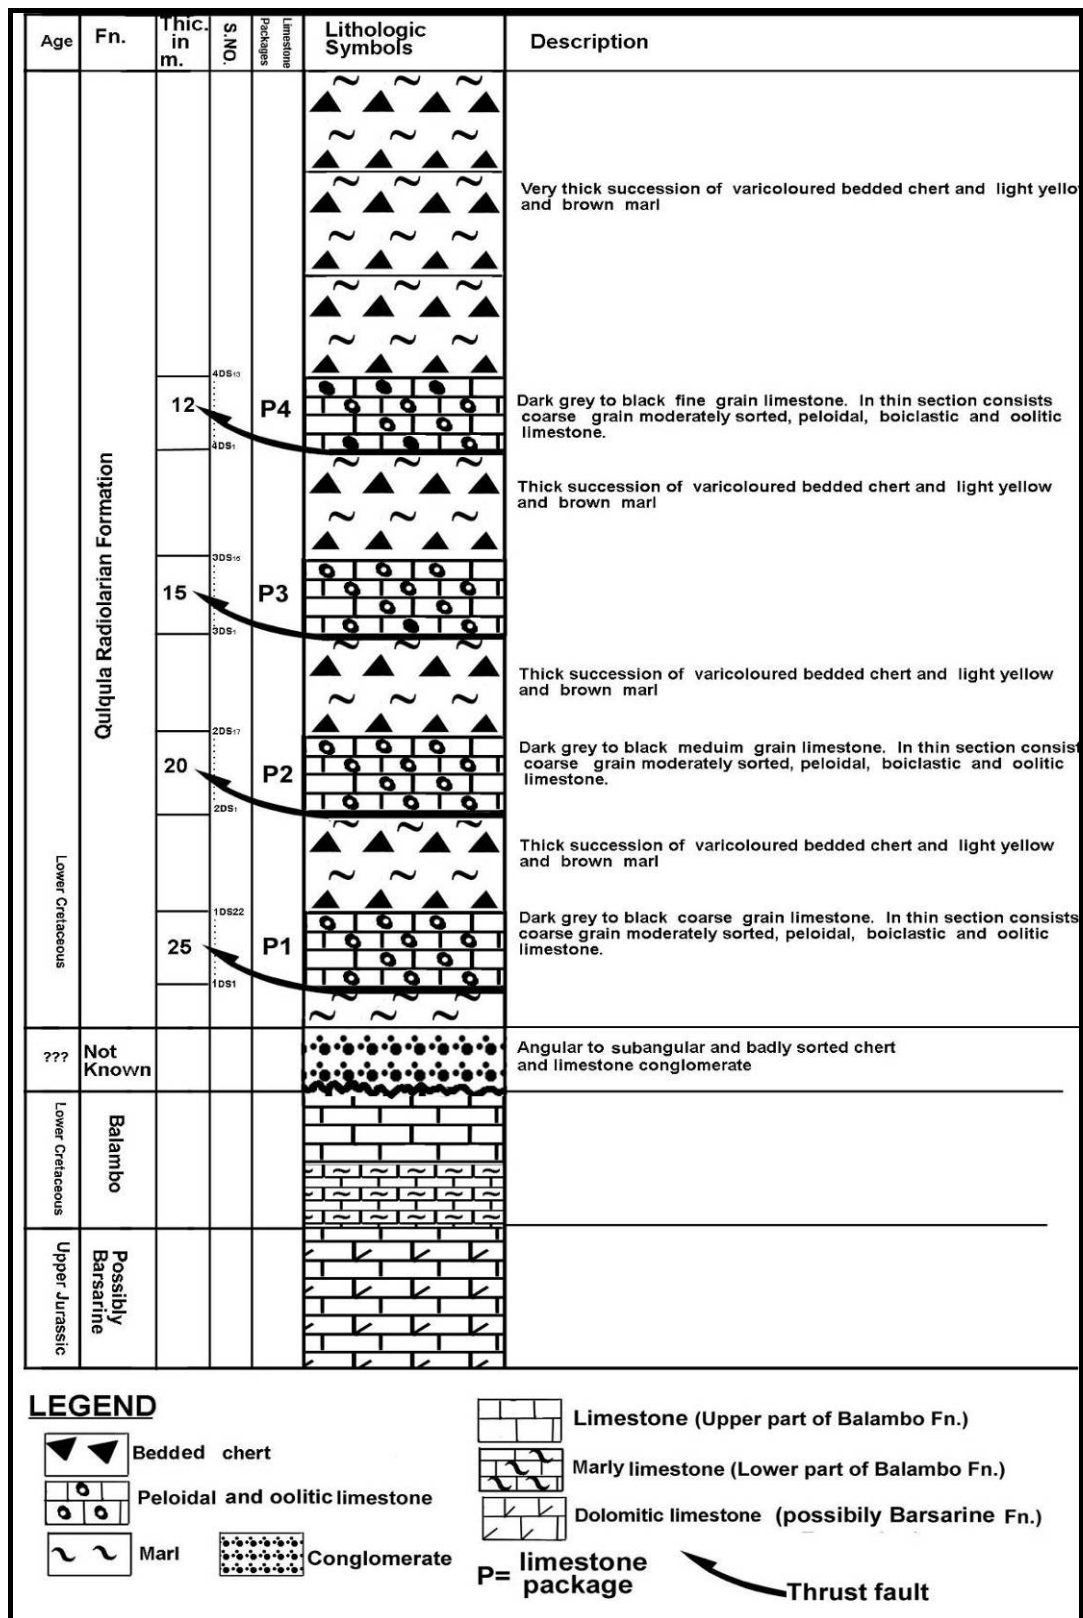 Age
Fn.
Thic.
in
m.
S.NO.
Limestone
Packages
Lithologic
Symbols
Description
Very thick succession of varicoloured bedded chert and light yello
and brown marl
4DS13
12
P4
4DS1
Dark grey to black fine grain limestone. In thin section consists
coarse grain moderately sorted, peloidal, boiclastic and oolitic
limestone.
Thick succession of varicoloured bedded chert and light yellow
and brown marl
Qulqula Radiolarian Formation
3DS16
15
P3
3DS1
Thick succession of varicoloured bedded chert and light yellow
and brown marl
2DS17
20
P2
2DS1
Dark grey to black meduim grain limestone. In thin section consist
coarse grain moderately sorted, peloidal, boiclastic and oolitic
limestone.
Thick succession of varicoloured bedded chert and light yellow
and brown marl
Lower Cretaceous
1DS22
25
P1
1DS1
Dark grey to black coarse grain limestone. In thin section consists
coarse grain moderately sorted, peloidal, boiclastic and oolitic
limestone.
???
Not
Known
Angular to subangular and badly sorted chert
and limestone conglomerate
Lower Cretaceous
Balambo
Upper Jurassic
Possibly
Barsarine
LEGEND
Bedded chert
Peloidal and oolitic limestone
Marl
Conglomerate
Limestone (Upper part of Balambo Fn.)
Marly limestone (Lower part of Balambo Fn.)
Dolomitic limestone (possibily Barsarine Fn.)
P= limestone
package
Thrust fault